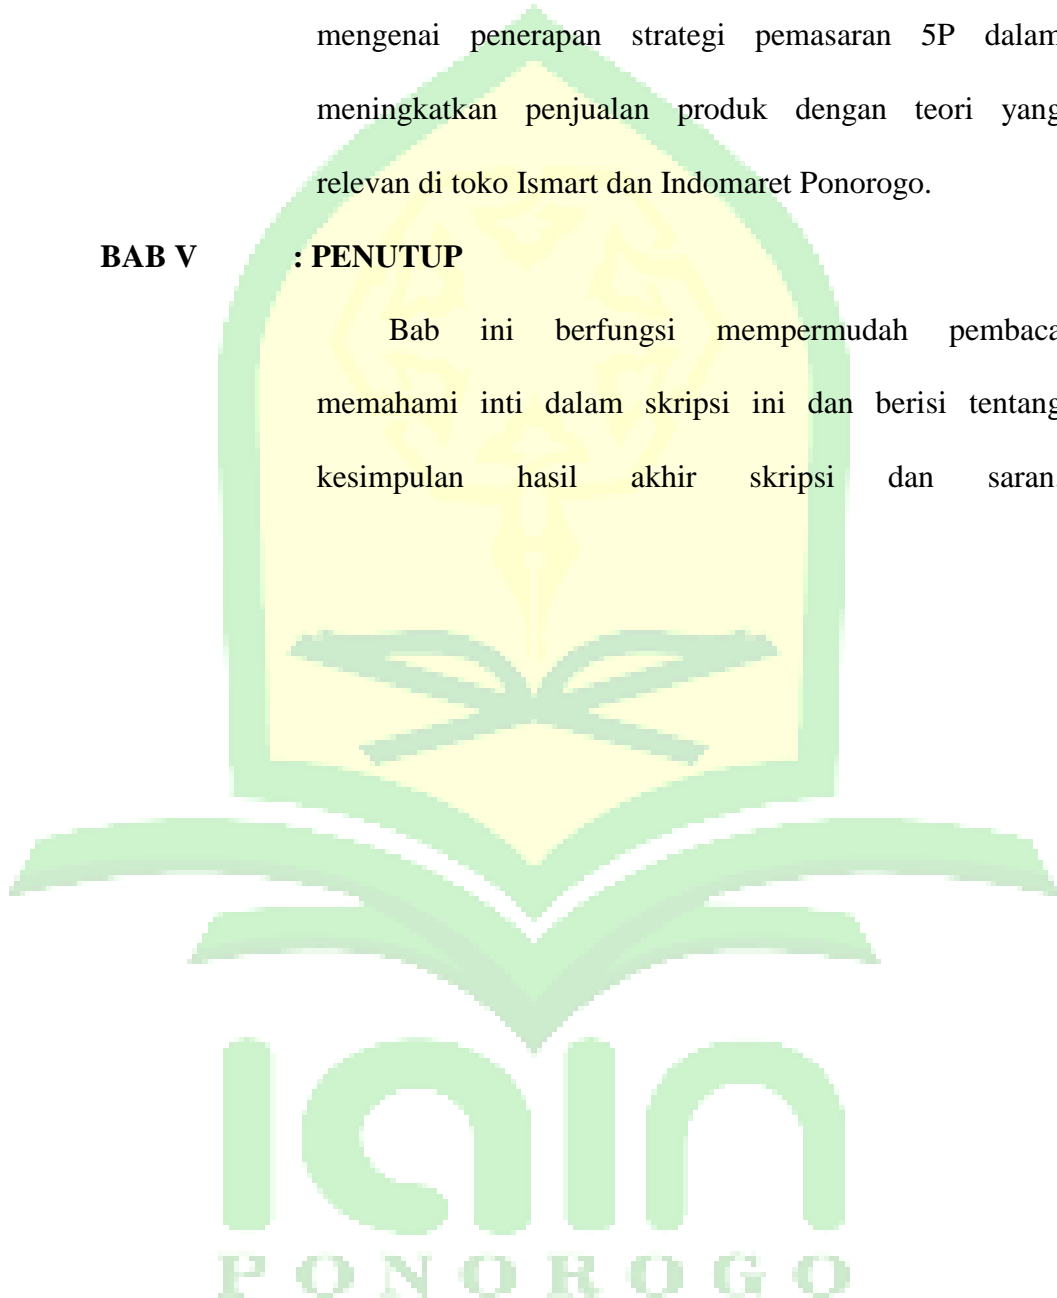 mengenai penerapan strategi pemasaran 5P dalam
meningkatkan penjualan produk dengan teori yang
relevan di toko Ismart dan Indomaret Ponorogo.
BAB V : PENUTUP
Bab ini berfungsi mempermudah pembaca
memahami inti dalam skripsi ini dan berisi tentang
kesimpulan hasil akhir skripsi dan saran.
IAIN
PONOROGO